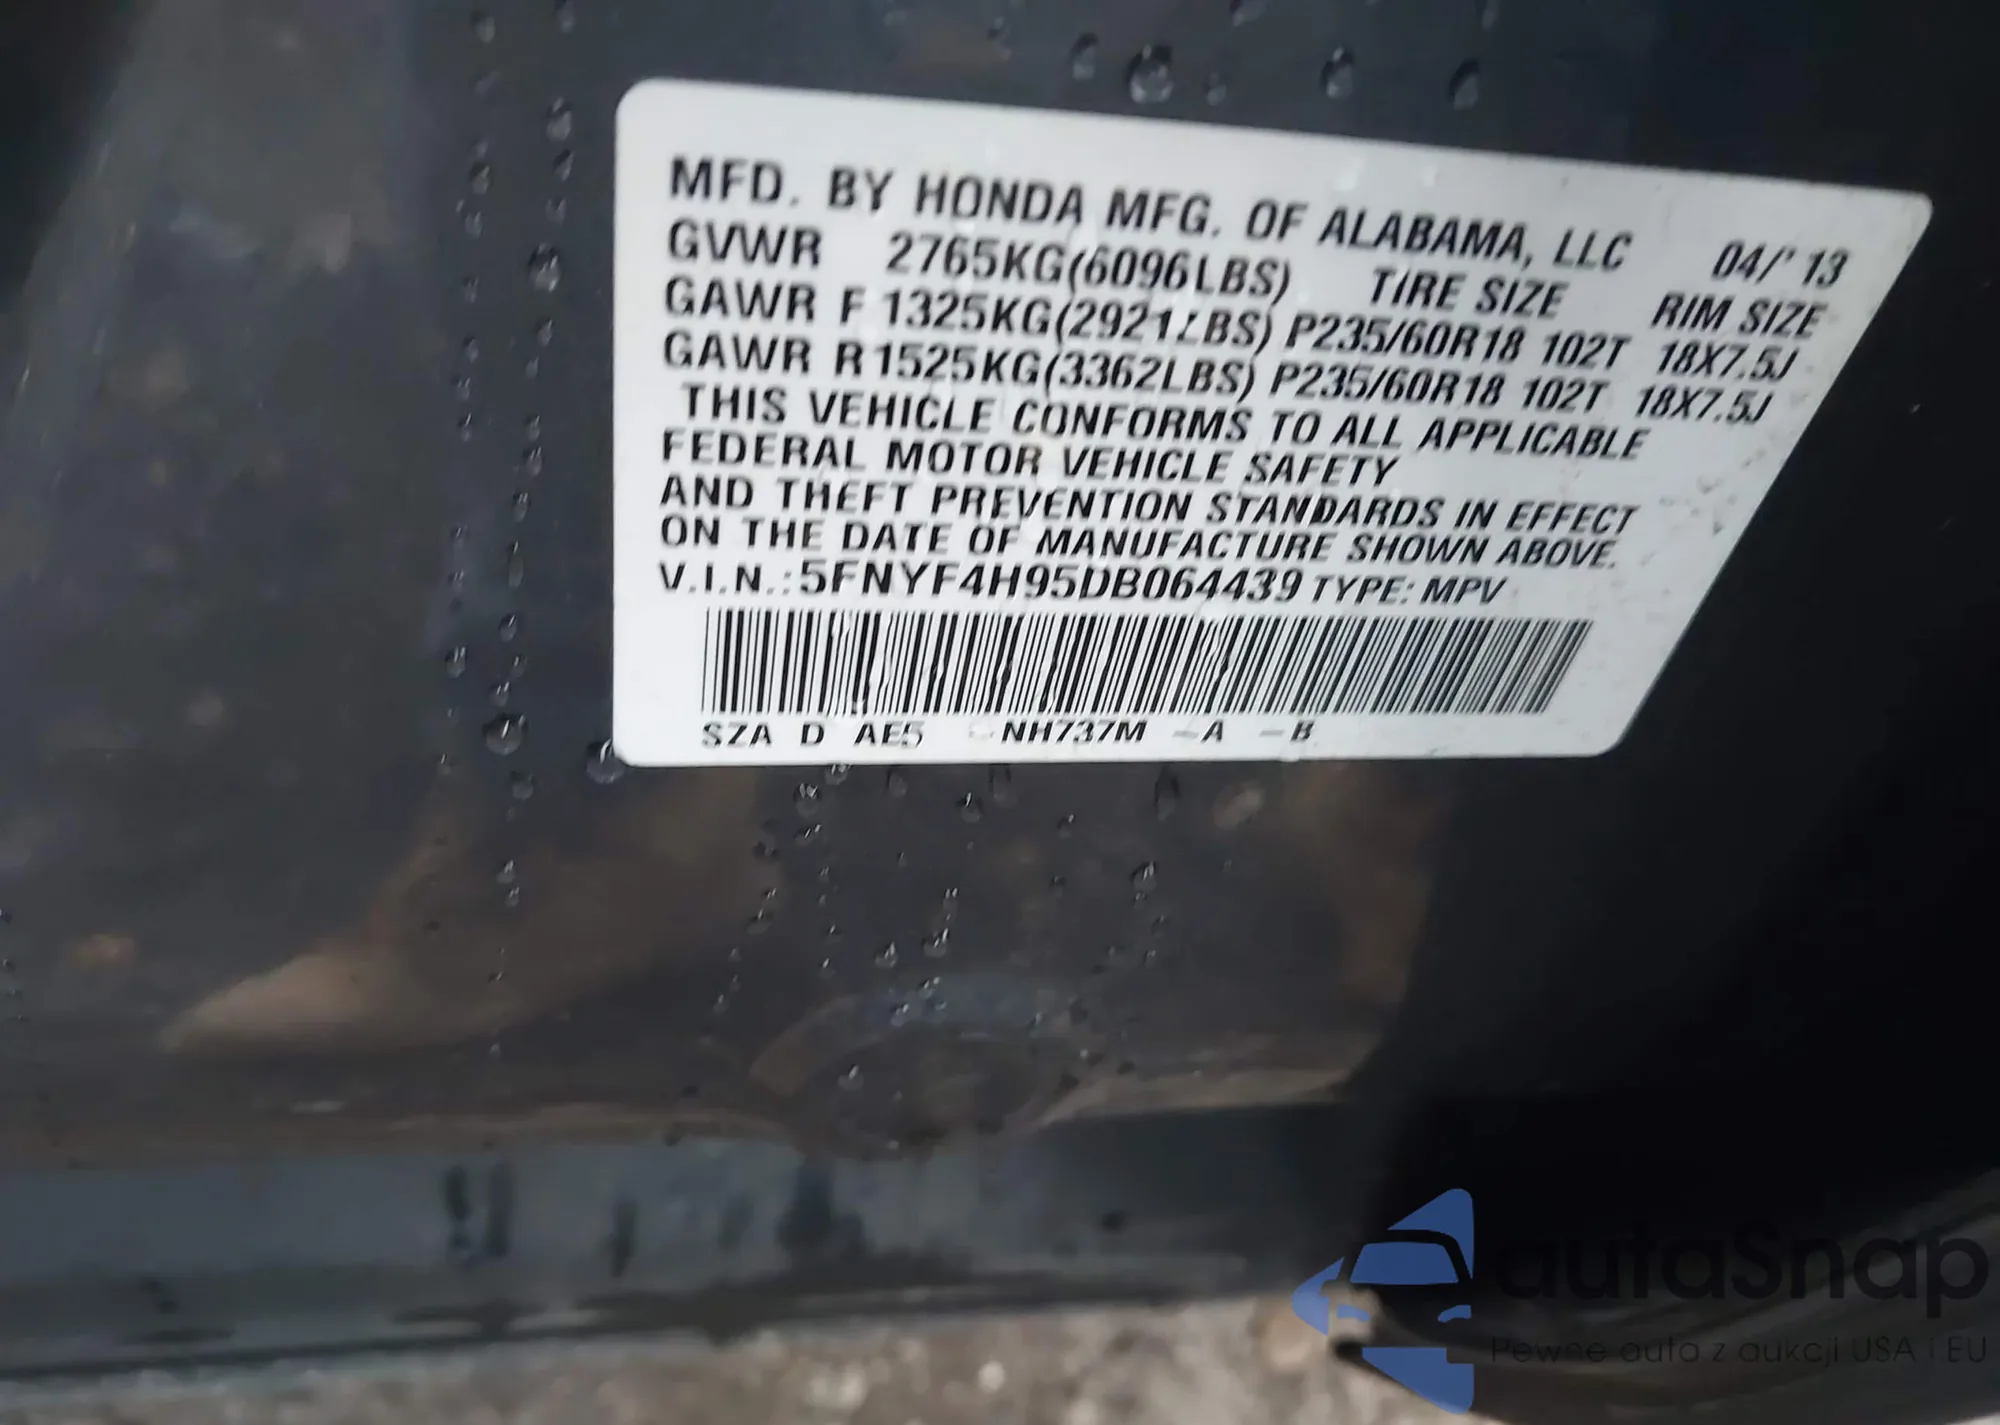 MFD. BY HONDA MFG. OF ALABAMA, LLC 04/'13
GVWR 2765KG(6096LBS) TIRE SIZE RIM SIZE
GAWR F 1325KG(2921LBS) P235/60R18 102T 18X7.5J
GAWR R 1525KG(3362LBS) P235/60R18 102T 18X7.5J
THIS VEHICLE CONFORMS TO ALL APPLICABLE
FEDERAL MOTOR VEHICLE SAFETY
AND THEFT PREVENTION STANDARDS IN EFFECT
ON THE DATE OF MANUFACTURE SHOWN ABOVE.
V.I.N.: 5FNYF4H95DB064439 TYPE: MPV
SZA D AE5 -NH737M -A -B
autaSnap
Pewne auta z aukcji USA i EU